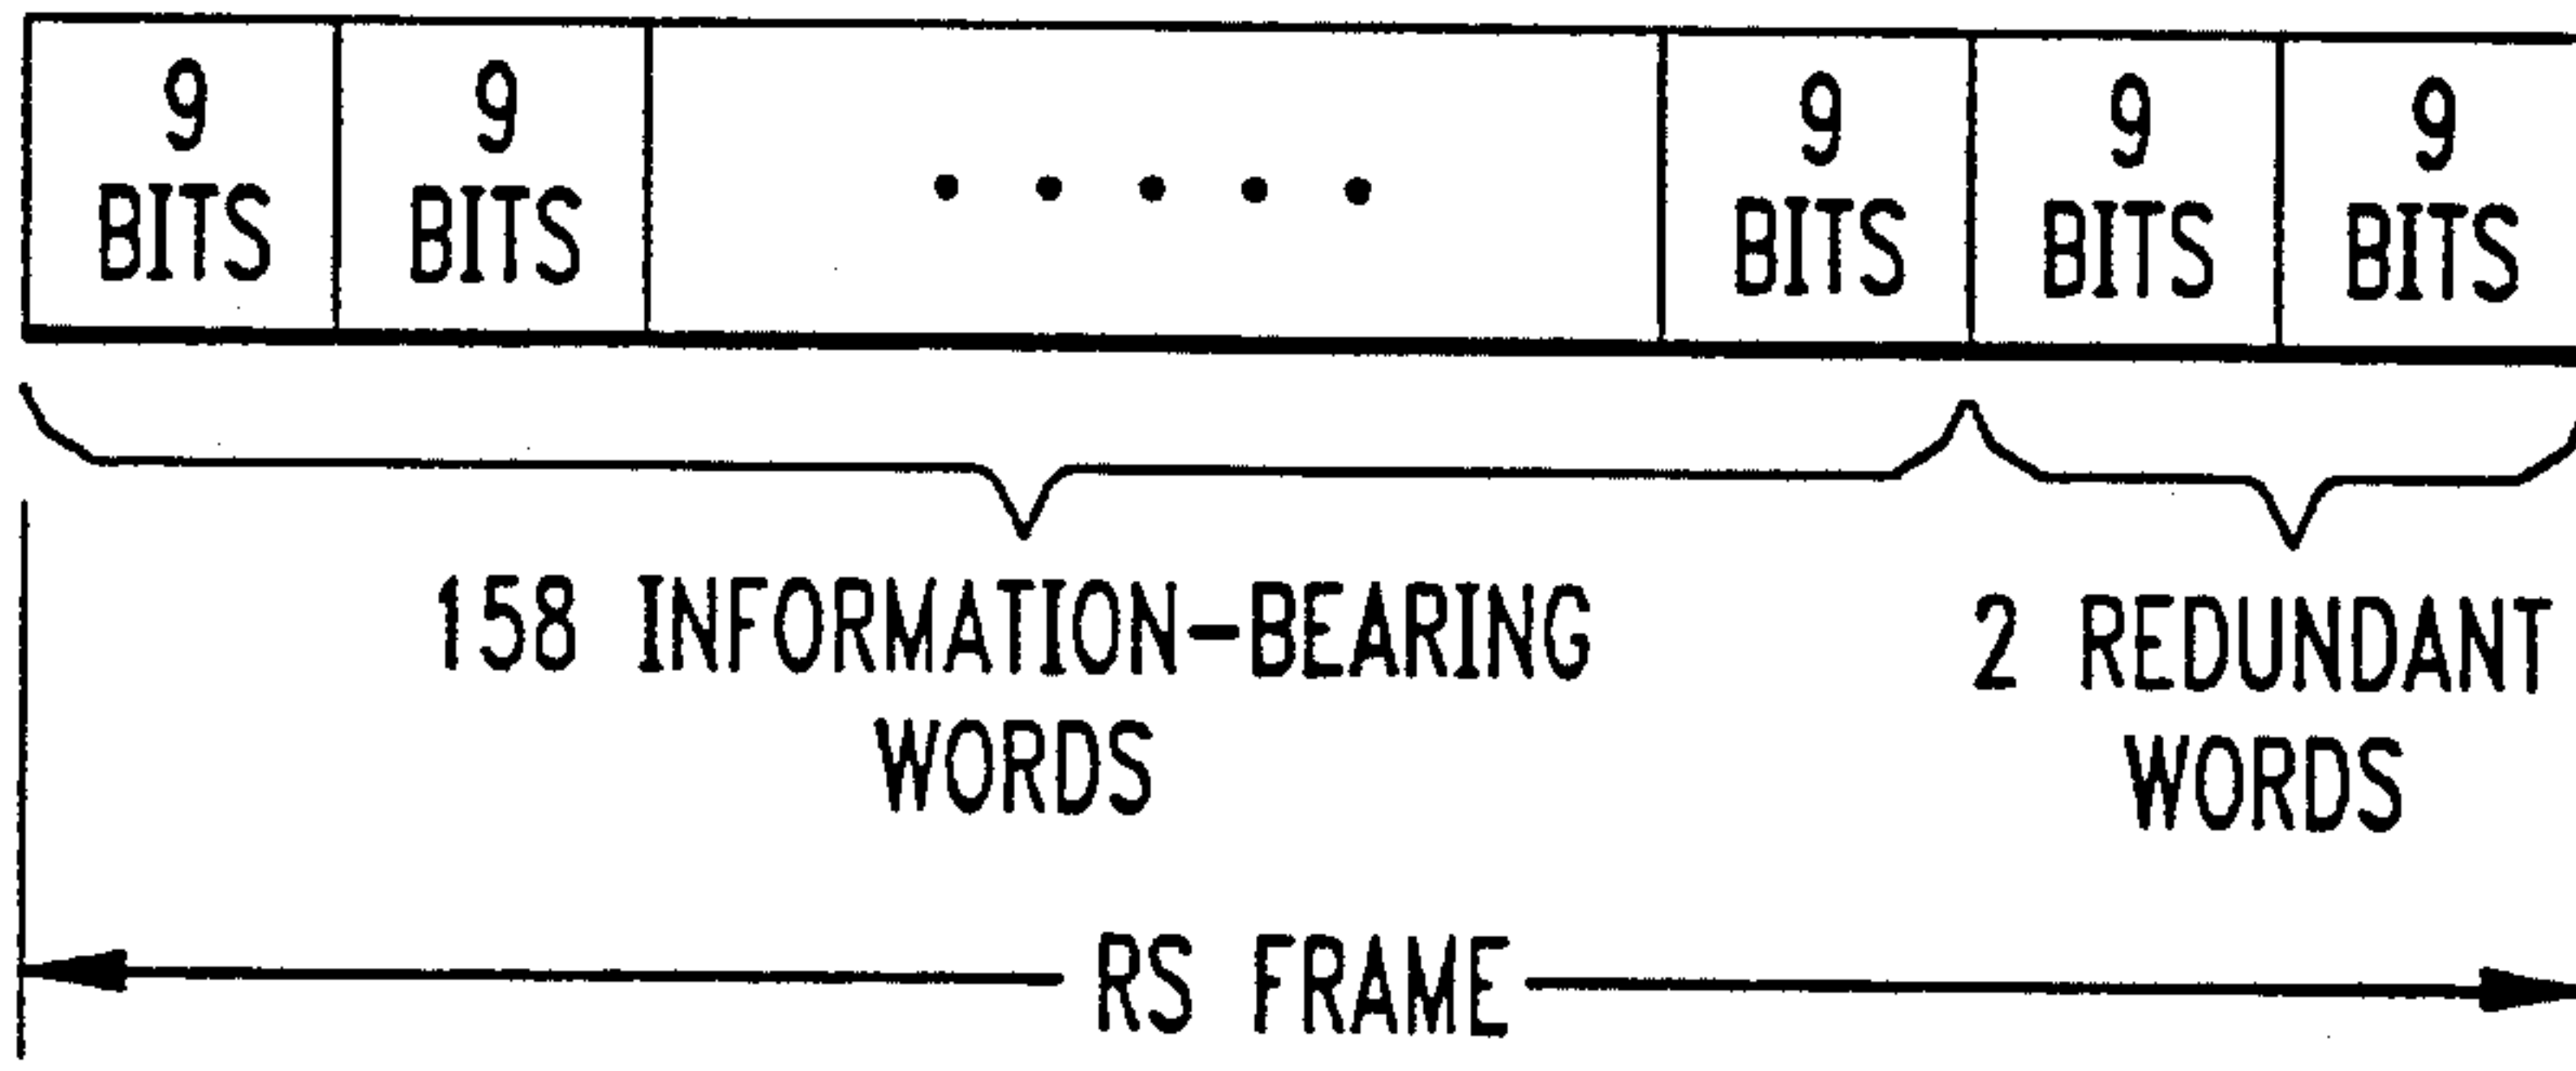 9 9 9 9 9
BITS BITS BITS BITS BITS
158 INFORMATION-BEARING 2 REDUNDANT
WORDS WORDS
RS FRAME